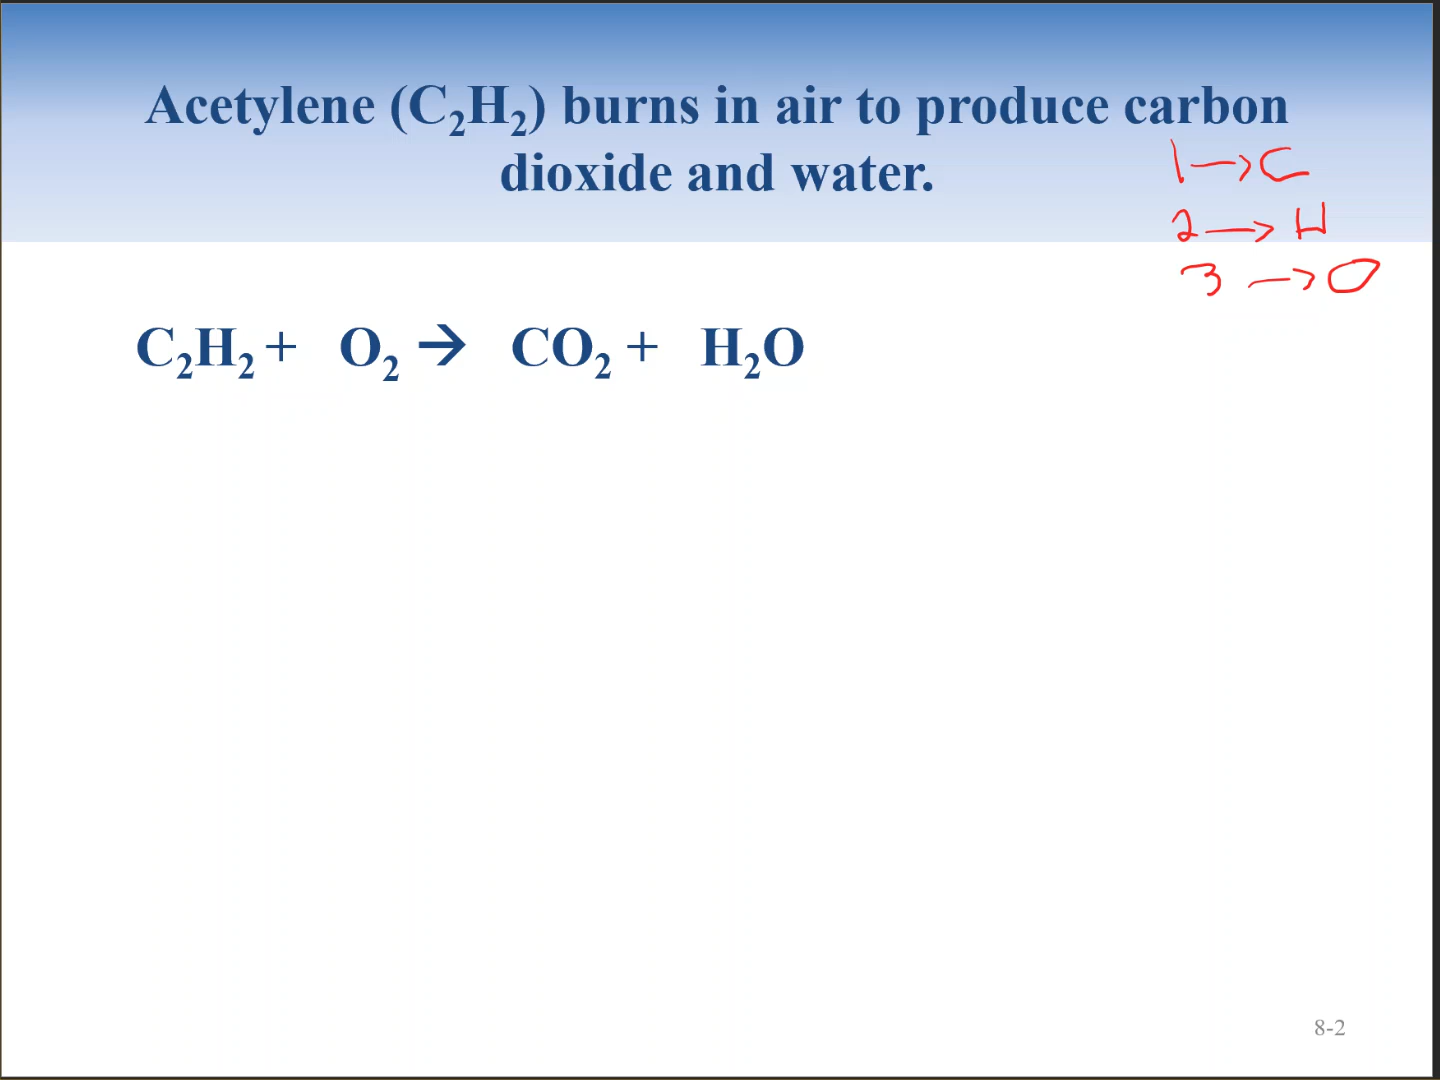 Acetylene (C₂H₂) burns in air to produce carbon
dioxide and water.
1 → C
2 → H
3 → O
C₂H₂ + O₂ → CO₂ + H₂O
8-2